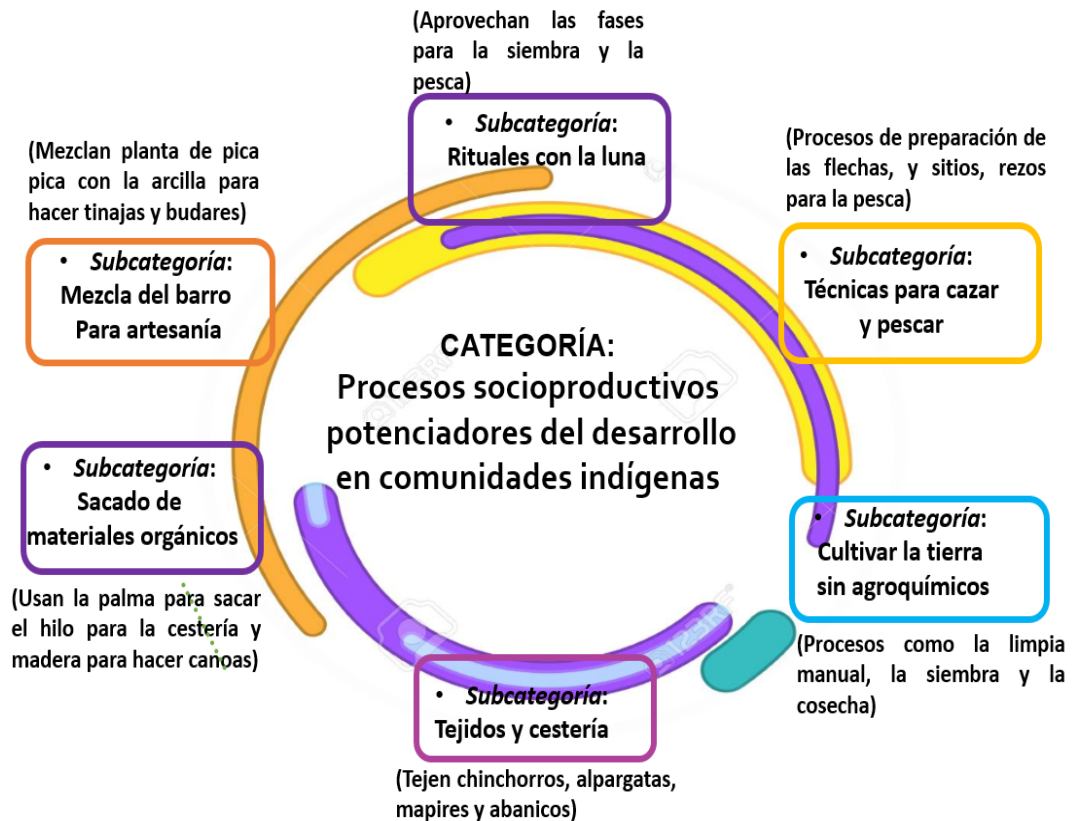 (Aprovechan las fases
para la siembra y la
pesca)
• Subcategoría:
Rituales con la luna
(Procesos de preparación de
las flechas, y sitios, rezos
para la pesca)
• Subcategoría:
Técnicas para cazar
y pescar
(Mezclan planta de pica
pica con la arcilla para
hacer tinajas y budares)
• Subcategoría:
Mezcla del barro
Para artesanía
CATEGORÍA:
Procesos socioproductivos
potenciadores del desarrollo
en comunidades indígenas
• Subcategoría:
Sacado de
materiales orgánicos
(Usan la palma para sacar
el hilo para la cestería y
madera para hacer canoas)
• Subcategoría:
Cultivar la tierra
sin agroquímicos
(Procesos como la limpia
manual, la siembra y la
cosecha)
• Subcategoría:
Tejidos y cestería
(Tejen chinchorros, alpargatas,
mapires y abanicos)